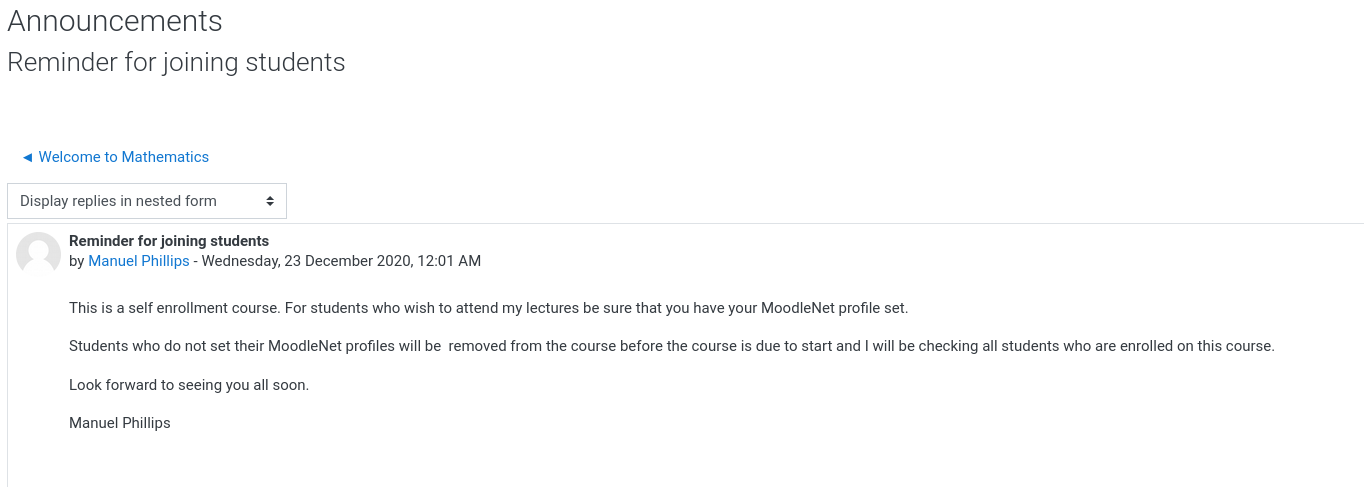 Announcements
Reminder for joining students
◄ Welcome to Mathematics
Display replies in nested form
Reminder for joining students
by Manuel Phillips - Wednesday, 23 December 2020, 12:01 AM
This is a self enrollment course. For students who wish to attend my lectures be sure that you have your MoodleNet profile set.
Students who do not set their MoodleNet profiles will be  removed from the course before the course is due to start and I will be checking all students who are enrolled on this course.
Look forward to seeing you all soon.
Manuel Phillips